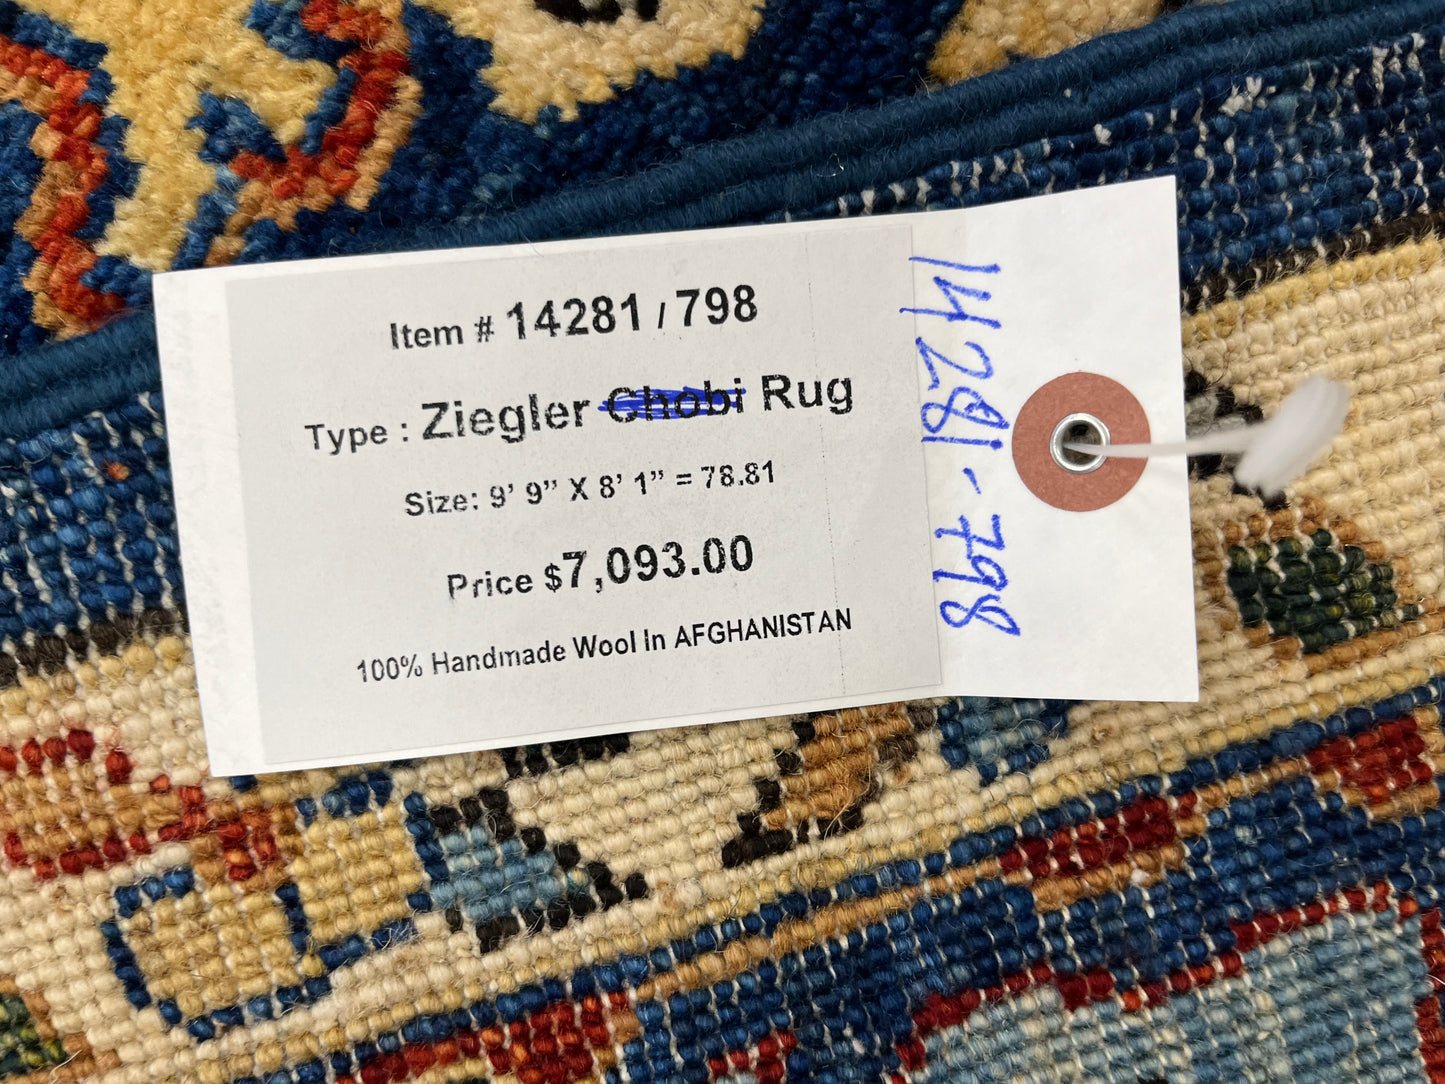 Item # 14281 / 798
Type : Ziegler Chobi Rug
Size: 9' 9” X 8' 1” = 78.81
Price $7,093.00
100% Handmade Wool In AFGHANISTAN
14281-798